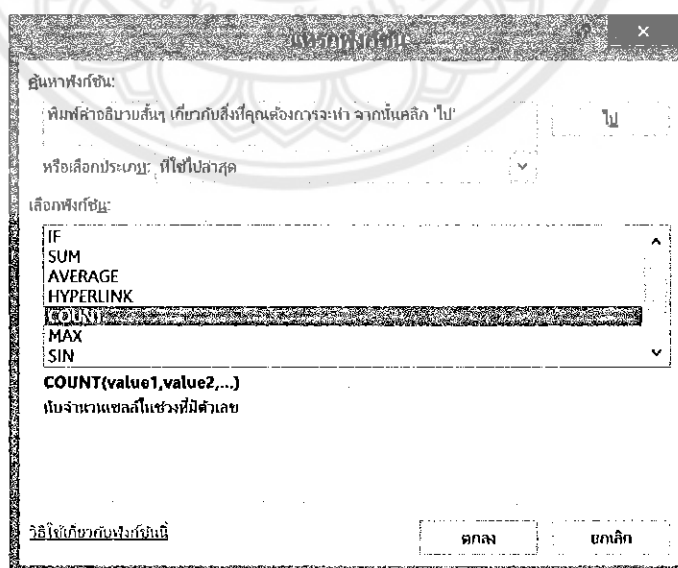 แทรกฟังก์ชัน ? ×
ค้นหาฟังก์ชัน:
พิมพ์คำอธิบายสั้นๆ เกี่ยวกับสิ่งที่คุณต้องการจะทำ จากนั้นคลิก 'ไป'
ไป
หรือเลือกประเภท: ที่ใช้ไปล่าสุด
เลือกฟังก์ชัน:
IF
SUM
AVERAGE
HYPERLINK
COUNT
MAX
SIN
COUNT(value1,value2,...)
นับจำนวนเซลล์ในช่วงที่มีตัวเลข
วิธีใช้เกี่ยวกับฟังก์ชันนี้
ตกลง
ยกเลิก